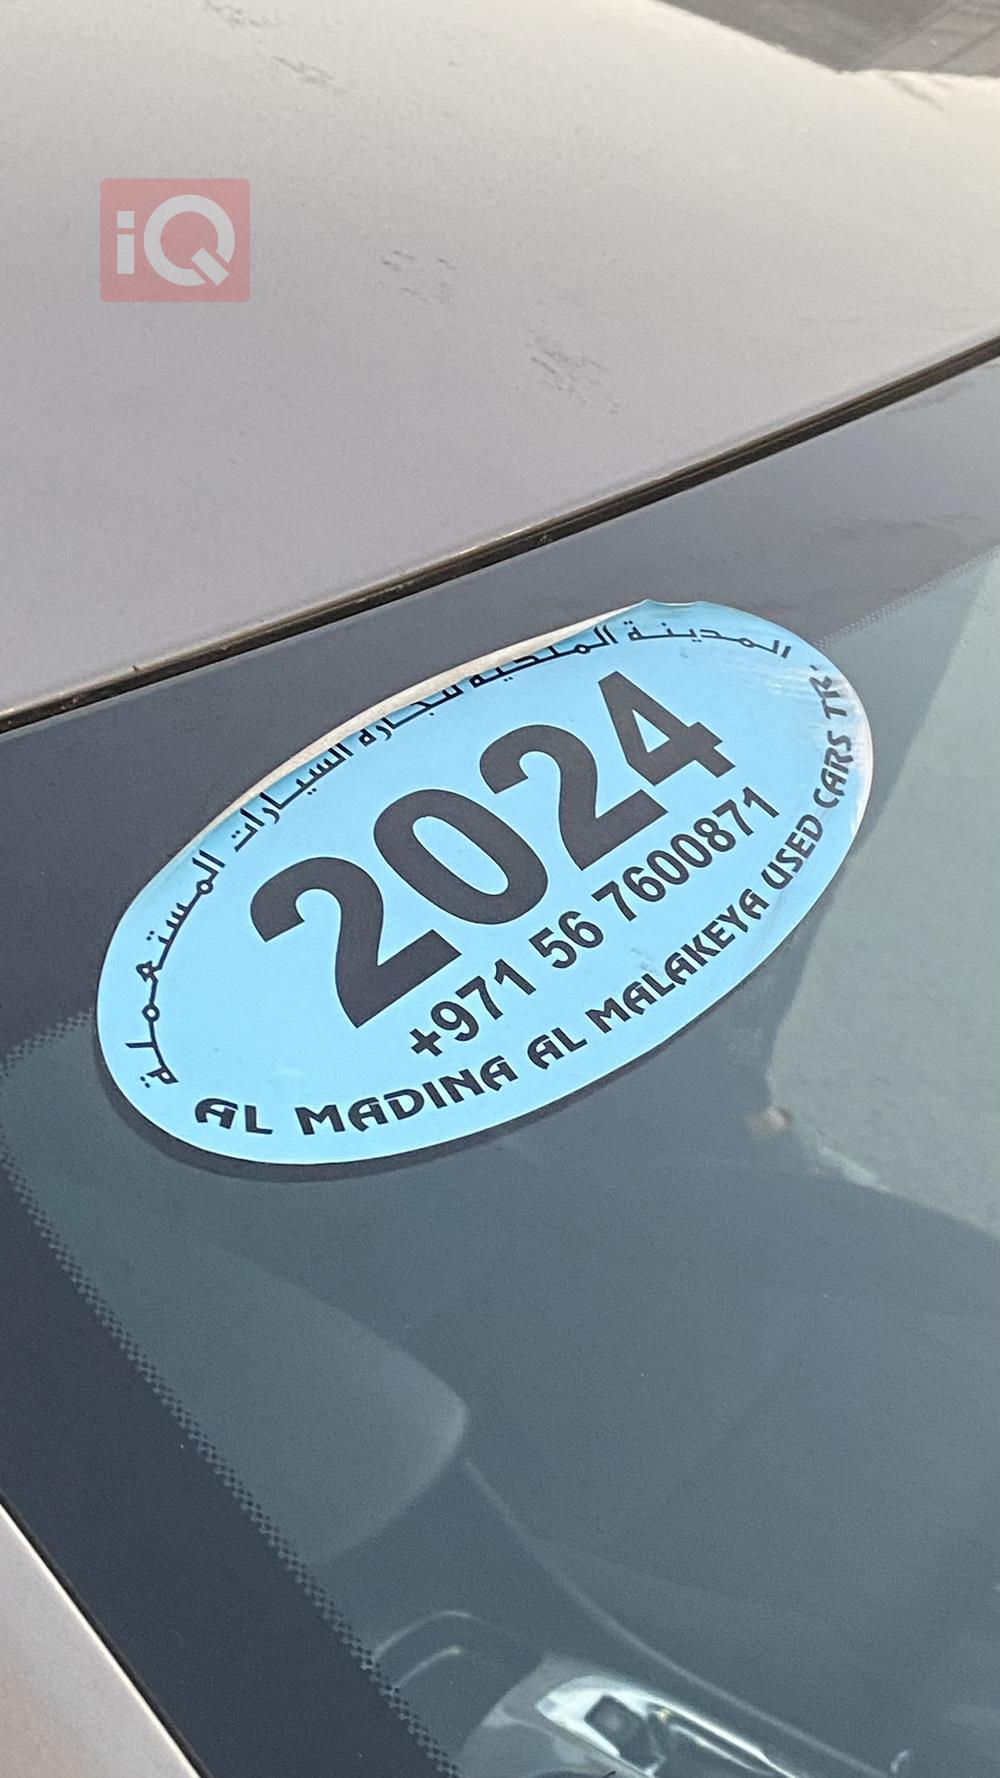 iQ
المدينة الملكية لتجارة السيارات المستعملة
2024
+971 56 7600871
AL MADINA AL MALAKEYA USED CARS TR.